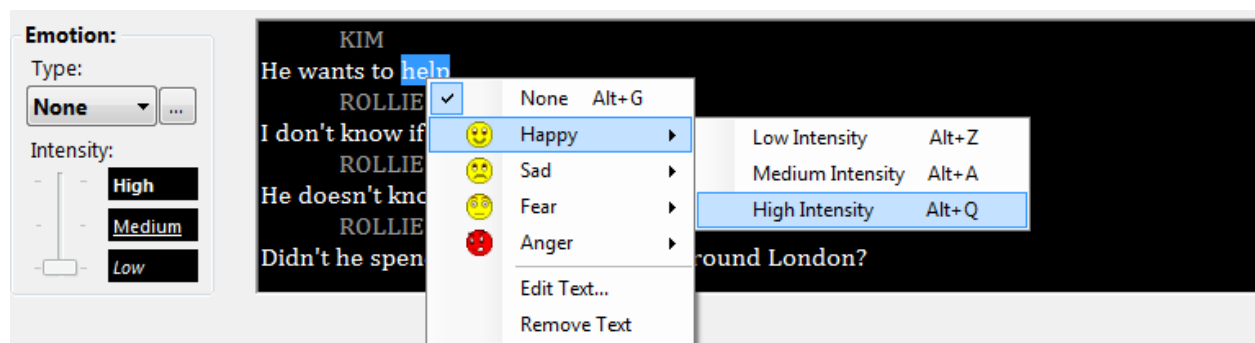 Emotion:
Type:
None ...
Intensity:
High
Medium
Low
KIM
He wants to help
ROLLIE
I don't know if
ROLLIE
He doesn't kno
ROLLIE
Didn't he spen round London?
None Alt+G
Happy
Sad
Fear
Anger
Edit Text...
Remove Text
Low Intensity Alt+Z
Medium Intensity Alt+A
High Intensity Alt+Q